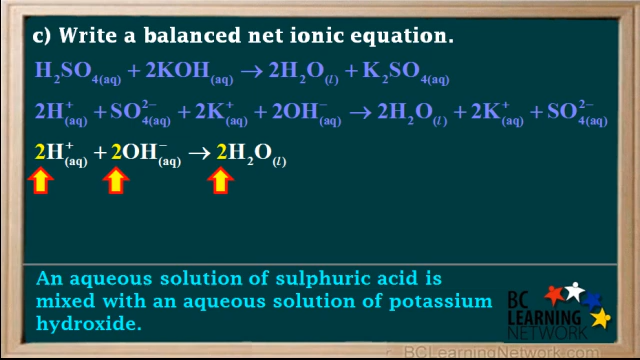 c) Write a balanced net ionic equation.
H₂SO₄(aq) + 2KOH(aq) → 2H₂O(l) + K₂SO₄(aq)
2H⁺(aq) + SO₄²⁻(aq) + 2K⁺(aq) + 2OH⁻(aq) → 2H₂O(l) + 2K⁺(aq) + SO₄²⁻(aq)
2H⁺(aq) + 2OH⁻(aq) → 2H₂O(l)
An aqueous solution of sulphuric acid is
mixed with an aqueous solution of potassium
hydroxide.
BC
LEARNING
NETWORK
BCLearningNetwork.com